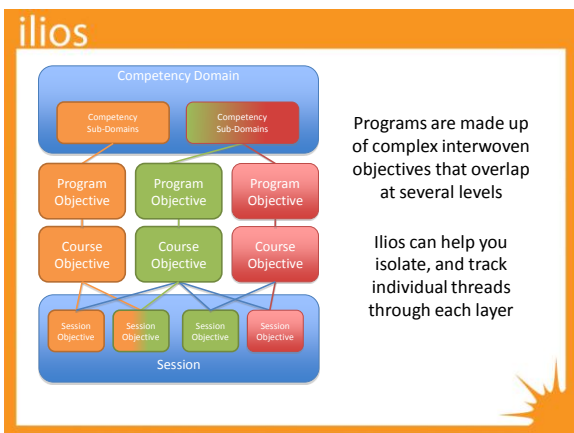 ilios
Competency Domain
Competency
Sub-Domains
Competency
Sub-Domains
Program
Objective
Program
Objective
Program
Objective
Course
Objective
Course
Objective
Course
Objective
Session
Objective
Session
Objective
Session
Objective
Session
Objective
Session
Programs are made up
of complex interwoven
objectives that overlap
at several levels
Ilios can help you
isolate, and track
individual threads
through each layer